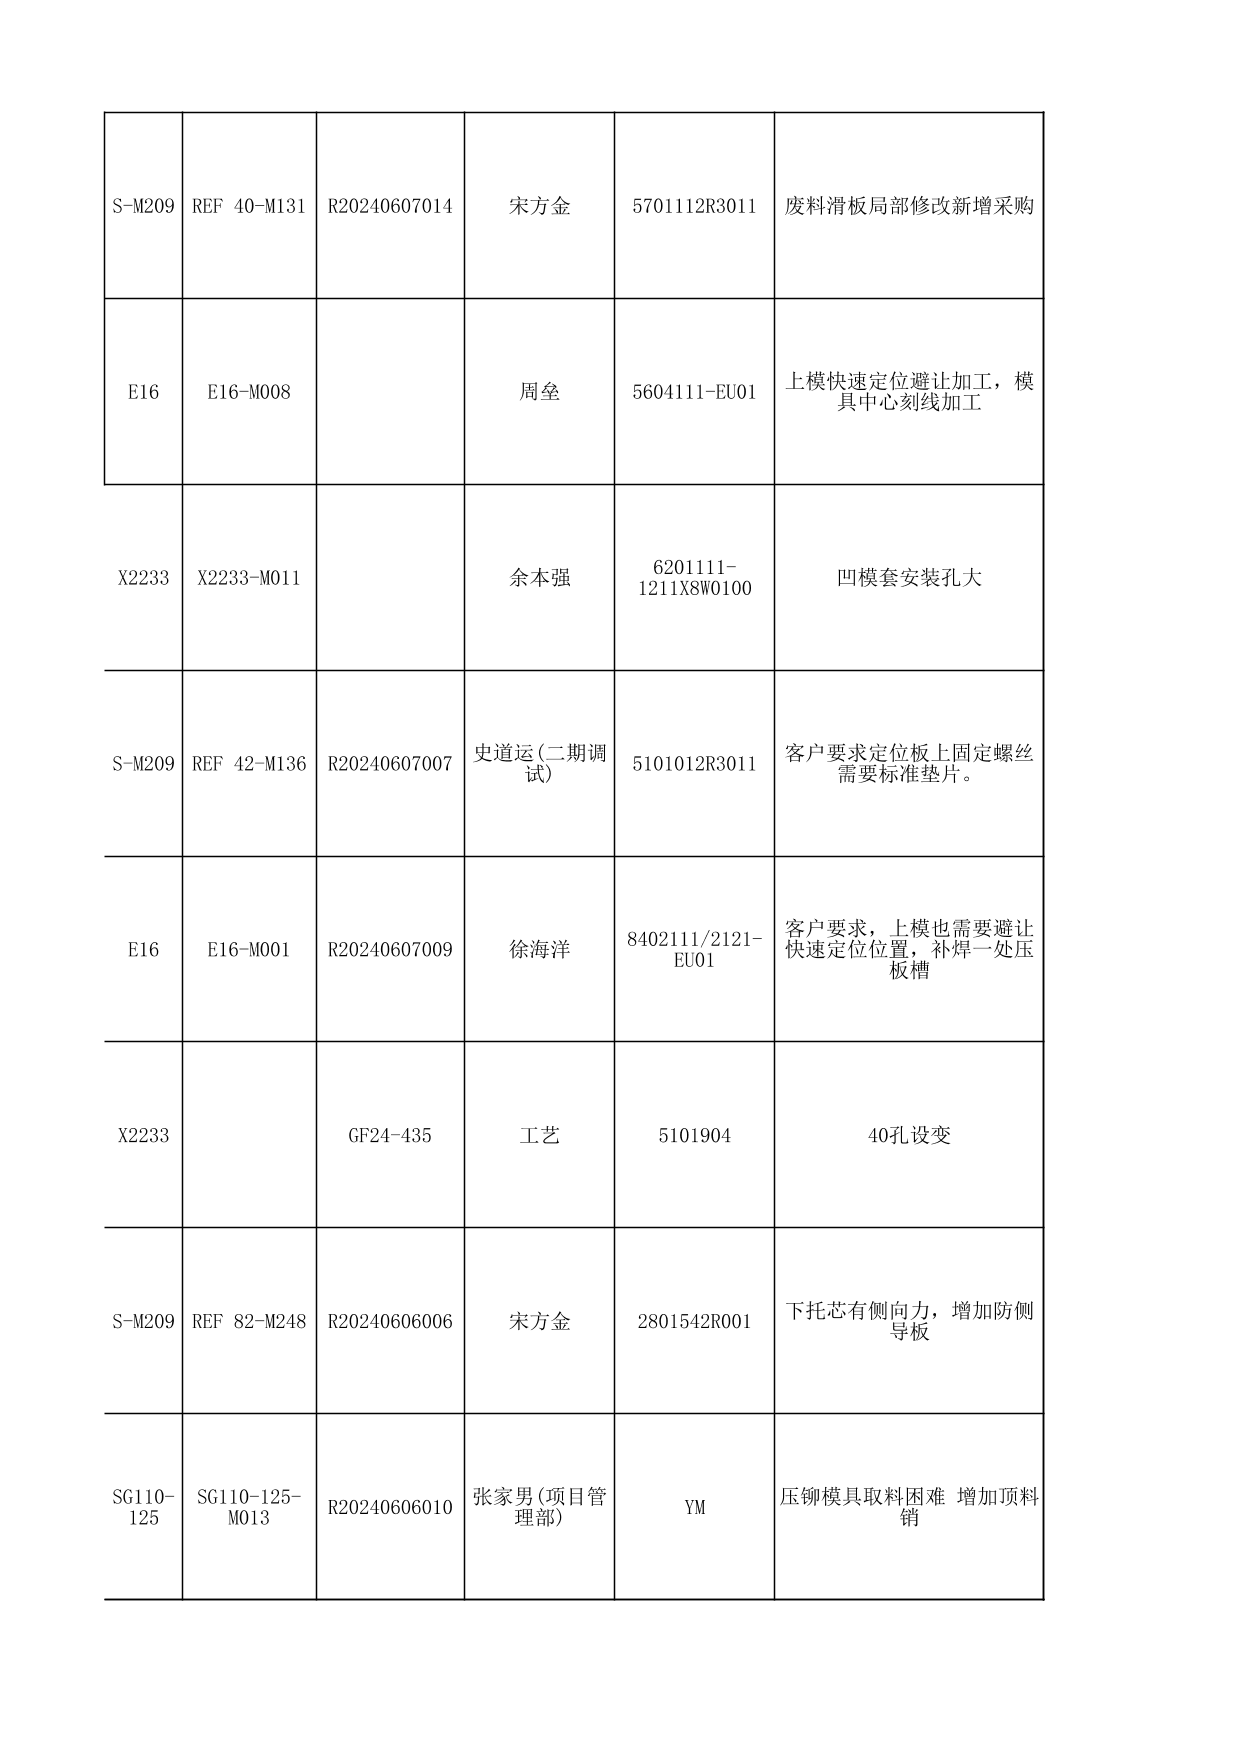 S-M209 REF 40-M131 R20240607014 宋方金 5701112R3011 废料滑板局部修改新增采购
E16 E16-M008 周垒 5604111-EU01 上模快速定位避让加工，模
具中心刻线加工
X2233 X2233-M011 余本强 6201111-
1211X8W0100 凹模套安装孔大
S-M209 REF 42-M136 R20240607007 史道运(二期调
试) 5101012R3011 客户要求定位板上固定螺丝
需要标准垫片。
E16 E16-M001 R20240607009 徐海洋 8402111/2121-
EU01 客户要求，上模也需要避让
快速定位位置，补焊一处压
板槽
X2233 GF24-435 工艺 5101904 40孔设变
S-M209 REF 82-M248 R20240606006 宋方金 2801542R001 下托芯有侧向力，增加防侧
导板
SG110-
125 SG110-125-
M013 R20240606010 张家男(项目管
理部) YM 压铆模具取料困难 增加顶料
销